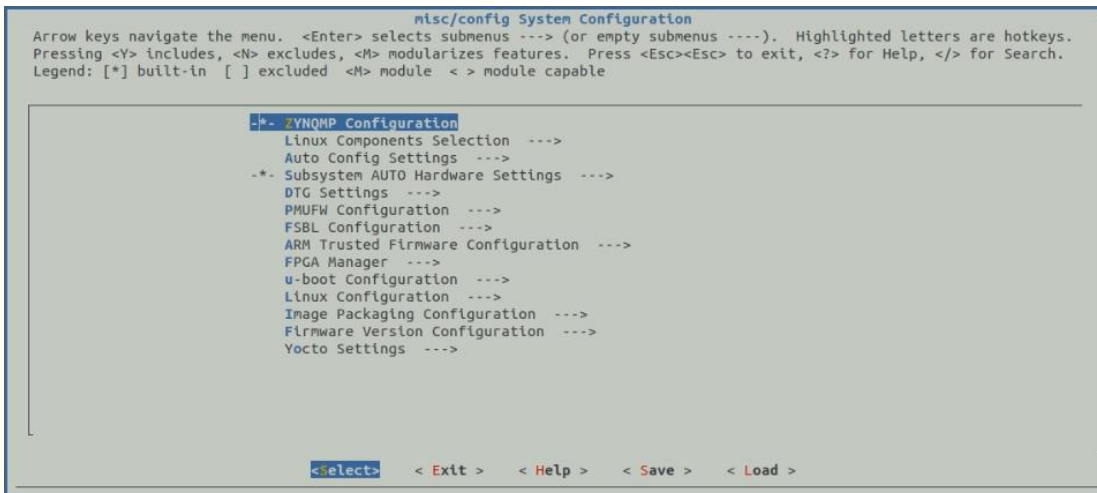 misc/config System Configuration
Arrow keys navigate the menu.  <Enter> selects submenus ---> (or empty submenus ----).  Highlighted letters are hotkeys.
Pressing <Y> includes, <N> excludes, <M> modularizes features.  Press <Esc><Esc> to exit, <?> for Help, </> for Search.
Legend: [*] built-in  [ ] excluded  <M> module  < > module capable
-*- ZYNQMP Configuration
Linux Components Selection  --->
Auto Config Settings  --->
-*- Subsystem AUTO Hardware Settings  --->
DTG Settings  --->
PMUFW Configuration  --->
FSBL Configuration  --->
ARM Trusted Firmware Configuration  --->
FPGA Manager  --->
u-boot Configuration  --->
Linux Configuration  --->
Image Packaging Configuration  --->
Firmware Version Configuration  --->
Yocto Settings  --->
<Select>    < Exit >    < Help >    < Save >    < Load >